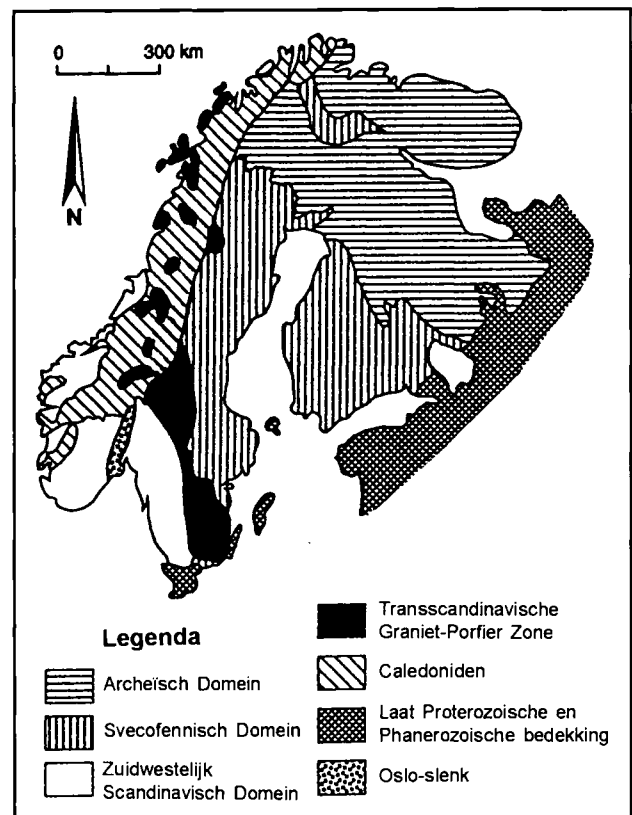 0 300 km
N
Legenda
Archeïsch Domein
Svecofennisch Domein
Zuidwestelijk
Scandinavisch Domein
Transscandinavische
Graniet-Porfier Zone
Caledoniden
Laat Proterozoische en
Phanerozoische bedekking
Oslo-slenk